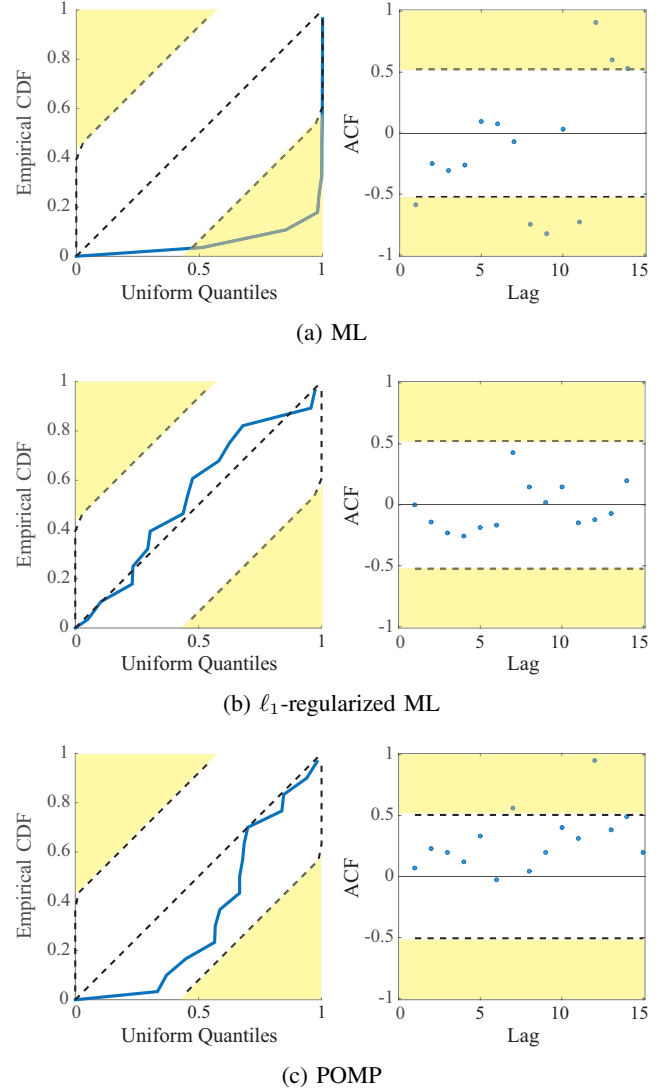 1
0.8
0.6
0.4
0.2
0
Empirical CDF
0 0.5 1
Uniform Quantiles
1
0.5
0
-0.5
-1
ACF
0 5 10 15
Lag
(a) ML
1
0.8
0.6
0.4
0.2
0
Empirical CDF
0 0.5 1
Uniform Quantiles
1
0.5
0
-0.5
-1
ACF
0 5 10 15
Lag
(b) ℓ₁-regularized ML
1
0.8
0.6
0.4
0.2
0
Empirical CDF
0 0.5 1
Uniform Quantiles
1
0.5
0
-0.5
-1
ACF
0 5 10 15
Lag
(c) POMP